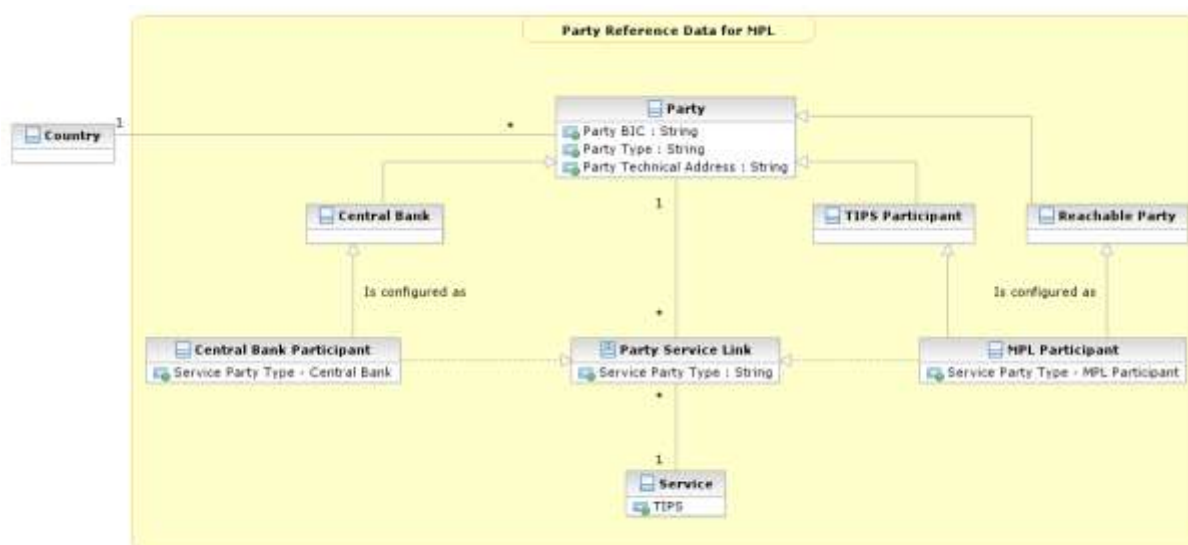 Party Reference Data for MPL
Party
Party BIC : String
Party Type : String
Party Technical Address : String
1
*
Country
Central Bank
1
TIPS Participant
Reachable Party
Is configured as
Is configured as
*
Central Bank Participant
Service Party Type - Central Bank
Party Service Link
Service Party Type : String
MPL Participant
Service Party Type - MPL Participant
*
1
Service
TIPS